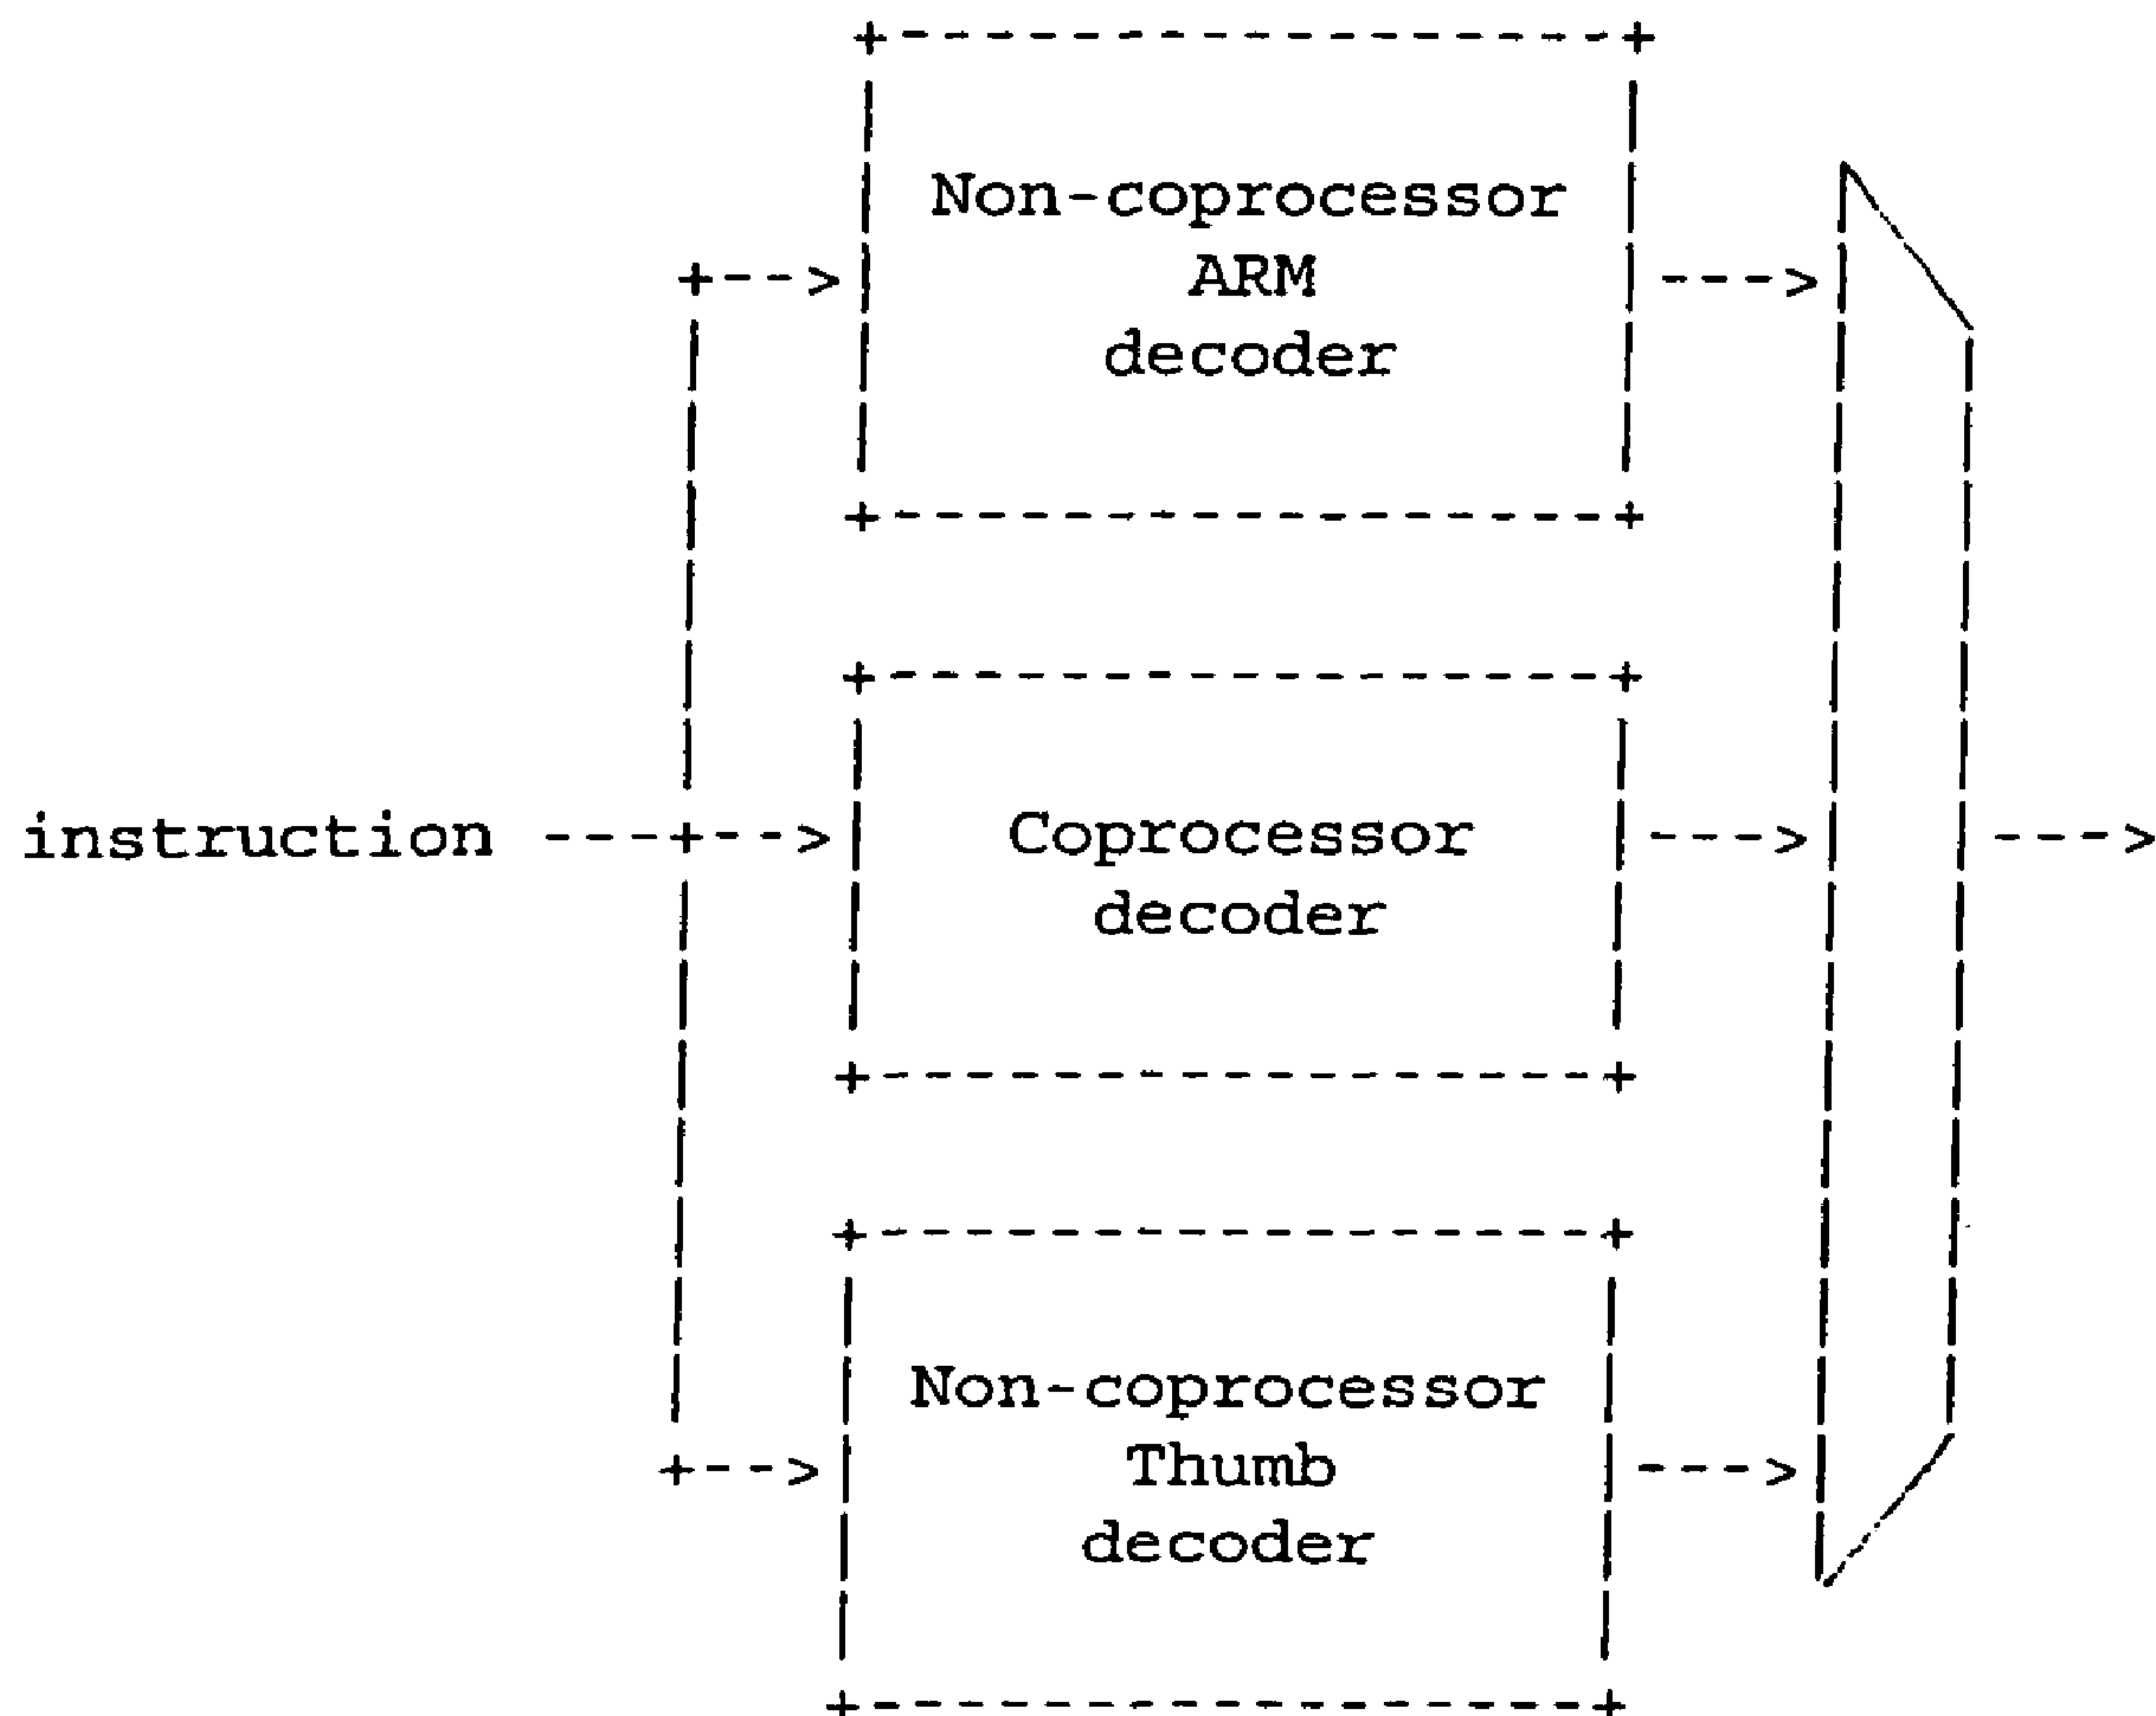 Non-coprocessor
ARM
decoder
instruction
Coprocessor
decoder
Non-coprocessor
Thumb
decoder